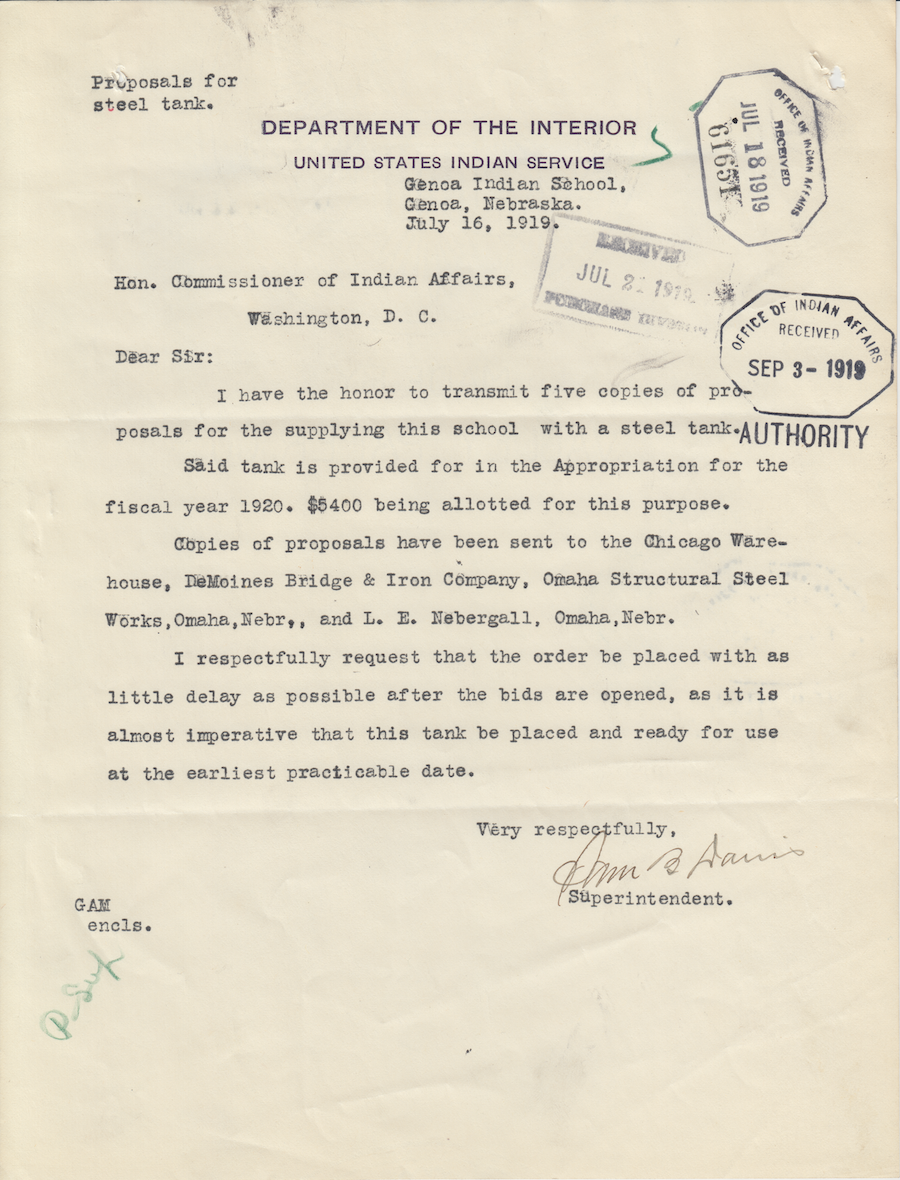 Proposals for
steel tank.
DEPARTMENT OF THE INTERIOR
UNITED STATES INDIAN SERVICE
Genoa Indian School,
Genoa, Nebraska.
July 16, 1919.
OFFICE OF INDIAN AFFAIRS
RECEIVED
JUL 18 1919
RECEIVED
JUL 21 1919
Hon. Commissioner of Indian Affairs,
Washington, D. C.
OFFICE OF INDIAN AFFAIRS
RECEIVED
SEP 3- 1919
AUTHORITY
Dear Sir:
I have the honor to transmit five copies of pro-
posals for the supplying this school with a steel tank.
Said tank is provided for in the Appropriation for the
fiscal year 1920. $5400 being allotted for this purpose.
Copies of proposals have been sent to the Chicago Ware-
house, DeMoines Bridge & Iron Company, Omaha Structural Steel
Works,Omaha,Nebr,, and L. E. Nebergall, Omaha,Nebr.
I respectfully request that the order be placed with as
little delay as possible after the bids are opened, as it is
almost imperative that this tank be placed and ready for use
at the earliest practicable date.
Very respectfully,
Sam B Davis
Superintendent.
GAM
encls.